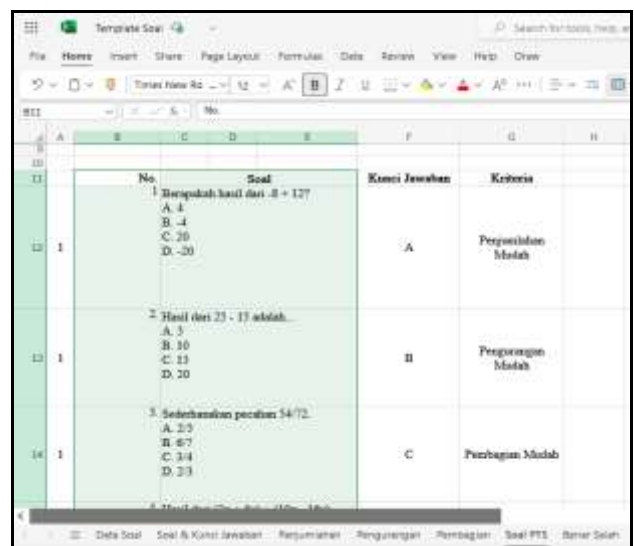 Template Soal
Search for tools, help, a
File Home Insert Share Page Layout Formulas Data Review View Help Draw
Times New Ro ... 12 A B I U A
B11 fx No.
A B C D E F G H
No. Soal Kunci Jawaban Kriteria
10
11
12 1
1. Berapakah hasil dari -8 + 12?
A. 4
B. -4
C. 20
D. -20
A
Penjumlahan
Mudah
13 1
2. Hasil dari 25 - 15 adalah...
A. 5
B. 10
C. 15
D. 20
B
Pengurangan
Mudah
14 1
3. Sederhanakan pecahan 54/72.
A. 2/5
B. 6/7
C. 3/4
D. 2/3
C
Pembagian Mudah
Data Soal Soal & Kunci Jawaban Penjumlahan Pengurangan Pembagian Soal PTS Benar Salah